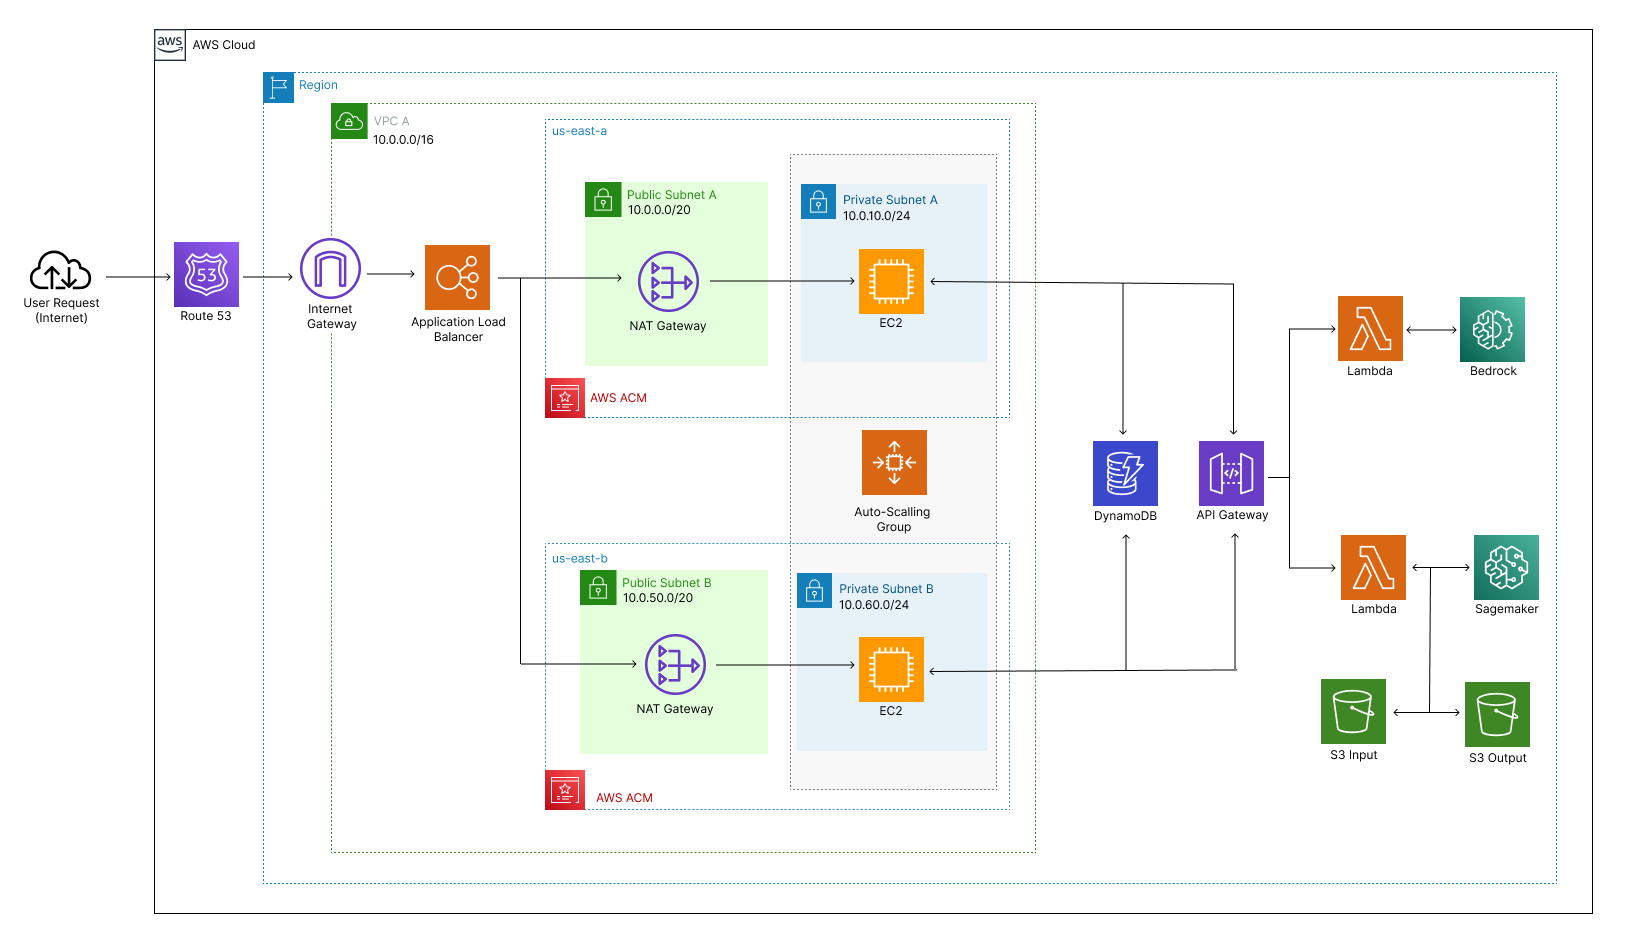 aws
AWS Cloud
Region
VPC A
10.0.0.0/16
us-east-a
Public Subnet A
10.0.0.0/20
Private Subnet A
10.0.10.0/24
User Request
(Internet)
53
Route 53
Internet
Gateway
Application Load
Balancer
NAT Gateway
EC2
AWS ACM
Auto-Scalling
Group
us-east-b
Public Subnet B
10.0.50.0/20
Private Subnet B
10.0.60.0/24
NAT Gateway
EC2
AWS ACM
DynamoDB
</>
API Gateway
Lambda
Bedrock
Lambda
Sagemaker
S3 Input
S3 Output